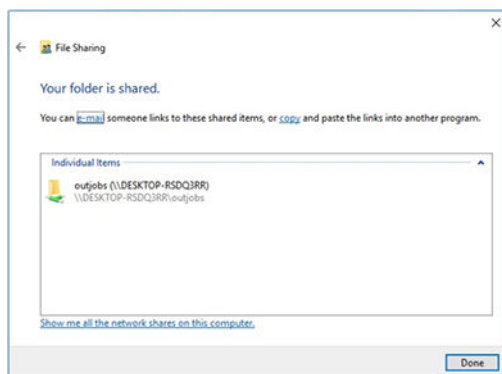 File Sharing
Your folder is shared.
You can e-mail someone links to these shared items, or copy and paste the links into another program.
Individual Items
outjobs (\\DESKTOP-RSDQ3RR)
\\DESKTOP-RSDQ3RR\outjobs
Show me all the network shares on this computer.
Done